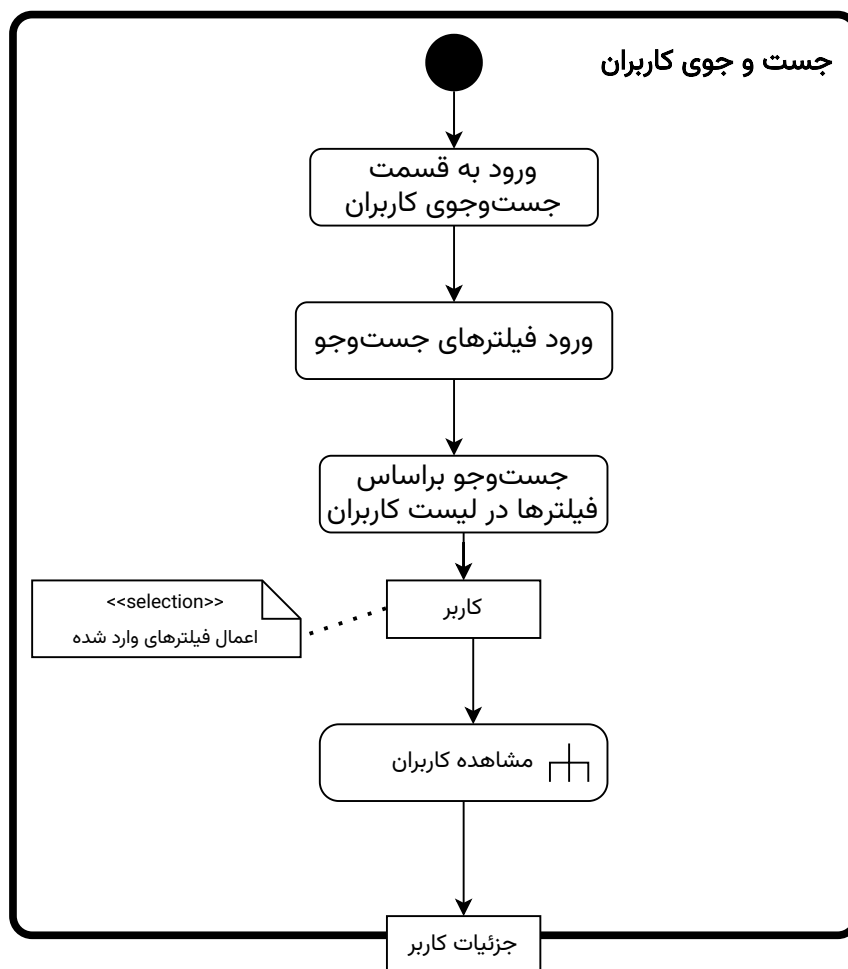 جست و جوی کاربران
ورود به قسمت
جست‌وجوی کاربران
ورود فیلترهای جست‌وجو
جست‌وجو براساس
فیلترها در لیست کاربران
کاربر
<<selection>>
اعمال فیلترهای وارد شده
مشاهده کاربران
جزئیات کاربر